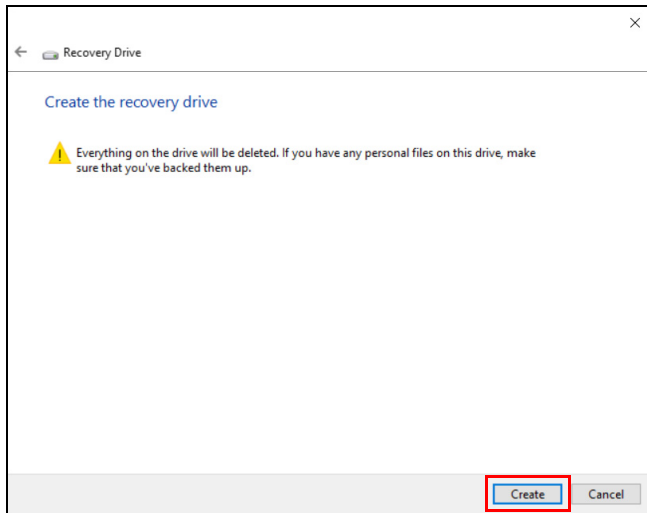 Recovery Drive
Create the recovery drive
Everything on the drive will be deleted. If you have any personal files on this drive, make
sure that you've backed them up.
Create Cancel